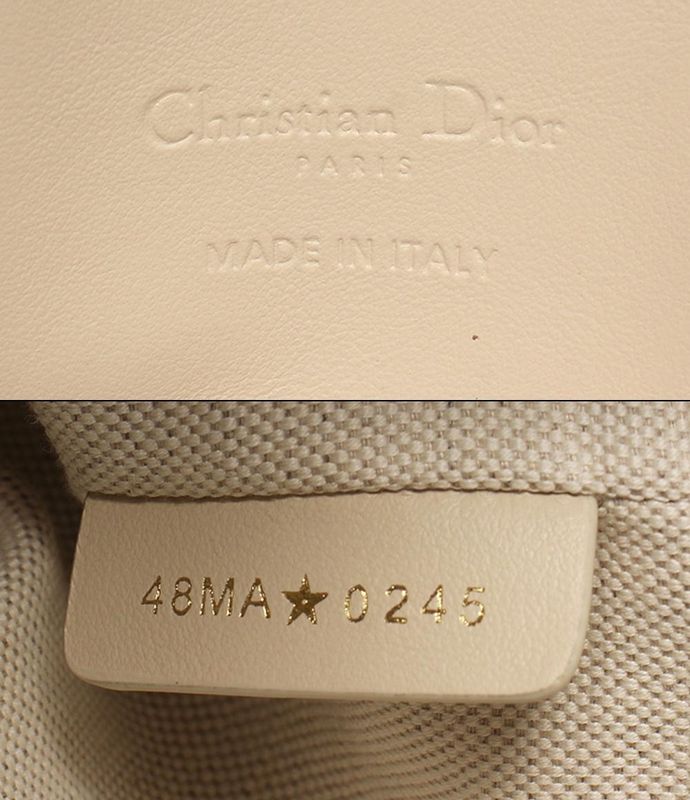 Christian Dior
PARIS
MADE IN ITALY
48MA★0245